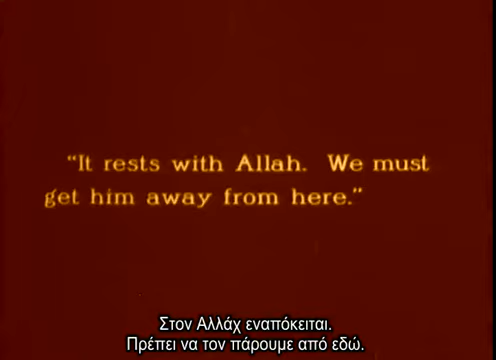 “It rests with Allah. We must
get him away from here.”
Στον Αλλάχ εναπόκειται.
Πρέπει να τον πάρουμε από εδώ.